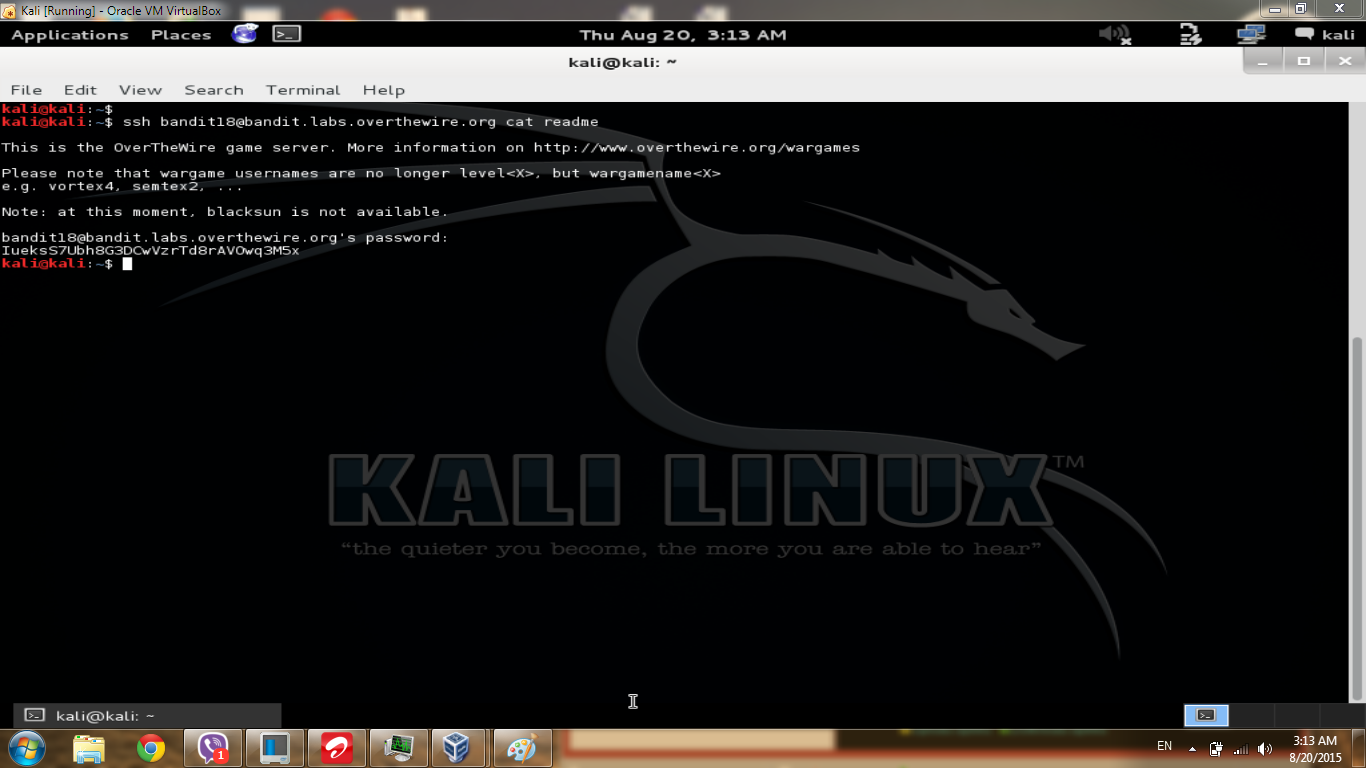 Kali [Running] - Oracle VM VirtualBox
Applications Places Thu Aug 20, 3:13 AM kali
kali@kali: ~
File Edit View Search Terminal Help
kali@kali:~$
kali@kali:~$ ssh bandit18@bandit.labs.overthewire.org cat readme
This is the OverTheWire game server. More information on http://www.overthewire.org/wargames
Please note that wargame usernames are no longer level<X>, but wargamename<X>
e.g. vortex4, semtex2, ...
Note: at this moment, blacksun is not available.
bandit18@bandit.labs.overthewire.org's password:
IueksS7Ubh8G3DCwVzrTd8rAVOwq3M5x
kali@kali:~$
KALI LINUX TM
“the quieter you become, the more you are able to hear”
kali@kali: ~
1
EN
3:13 AM
8/20/2015